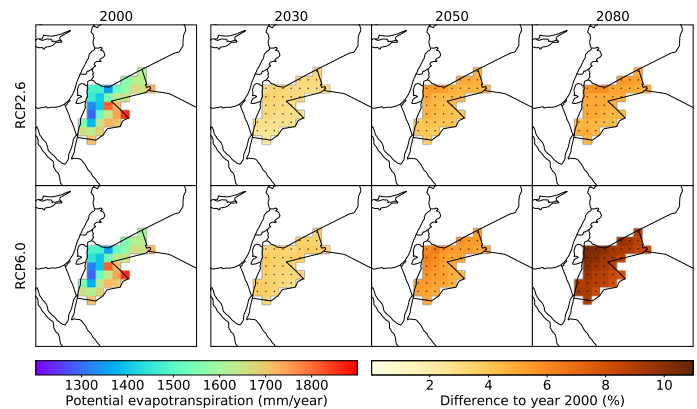 2000 2030 2050 2080
RCP2.6
RCP6.0
1300 1400 1500 1600 1700 1800
Potential evapotranspiration (mm/year)
2 4 6 8 10
Difference to year 2000 (%)